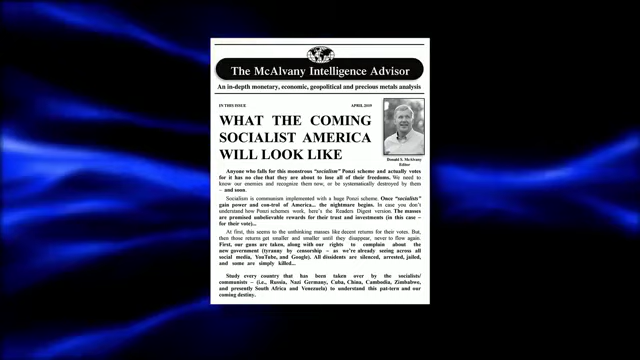 The McAlvany Intelligence Advisor
An in-depth monetary, economic, geopolitical and precious metals analysis
IN THIS ISSUE
APRIL 2019
WHAT THE COMING
SOCIALIST AMERICA
WILL LOOK LIKE
Donald S. McAlvany
Editor
Anyone who falls for this monstrous "socialism" Ponzi scheme and actually votes
for it has no clue that they are about to lose all of their freedoms. We need to
know our enemies and recognize them now, or be systematically destroyed by them
– and soon.
Socialism is communism implemented with a huge Ponzi scheme. Once "socialists"
gain power and con-trol of America... the nightmare begins. In case you don't
understand how Ponzi schemes work, here's the Readers Digest version. The masses
are promised unbelievable rewards for their trust and investments (in this case –
for their vote)...
At first, this seems to the unthinking masses like decent returns for their votes. But,
then those returns get smaller and smaller until they disappear, never to flow again.
First, our guns are taken, along with our rights to complain about the
new government (tyranny by censorship – as we're already seeing across all
social media, YouTube, and Google). All dissidents are silenced, arrested, jailed,
and some are simply killed...
Study every country that has been taken over by the socialists/
communists – (i.e., Russia, Nazi Germany, Cuba, China, Cambodia, Zimbabwe,
and presently South Africa and Venezuela) to understand this pat-tern and our
coming destiny.